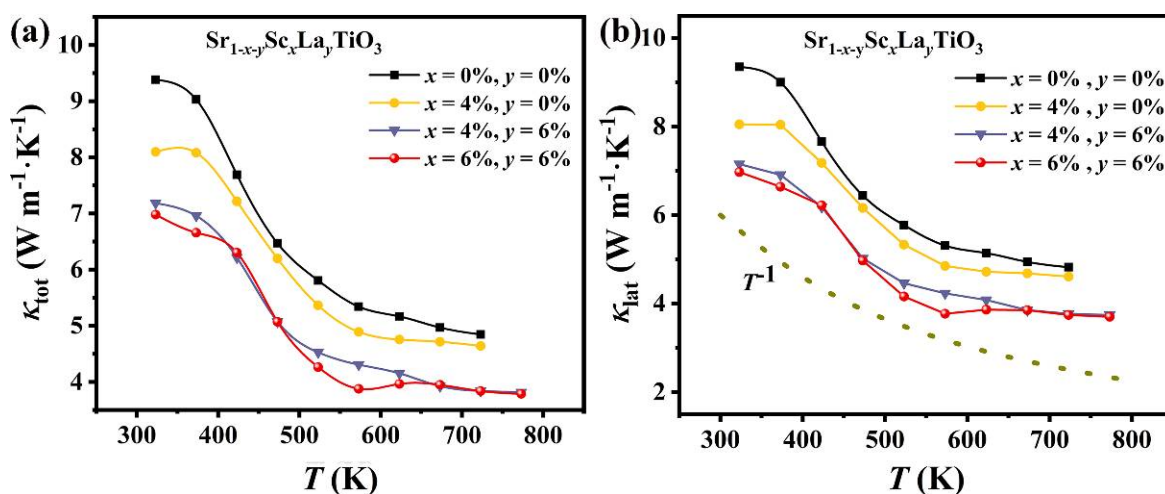 (a)
Sr1-x-yScxLayTiO3
x = 0%, y = 0%
x = 4%, y = 0%
x = 4%, y = 6%
x = 6%, y = 6%
κtot (W m-1·K-1)
10
9
8
7
6
5
4
300 400 500 600 700 800
T (K)
(b)
Sr1-x-yScxLayTiO3
x = 0% , y = 0%
x = 4% , y = 0%
x = 4% , y = 6%
x = 6% , y = 6%
T-1
κlat (W m-1·K-1)
10
8
6
4
2
300 400 500 600 700 800
T (K)